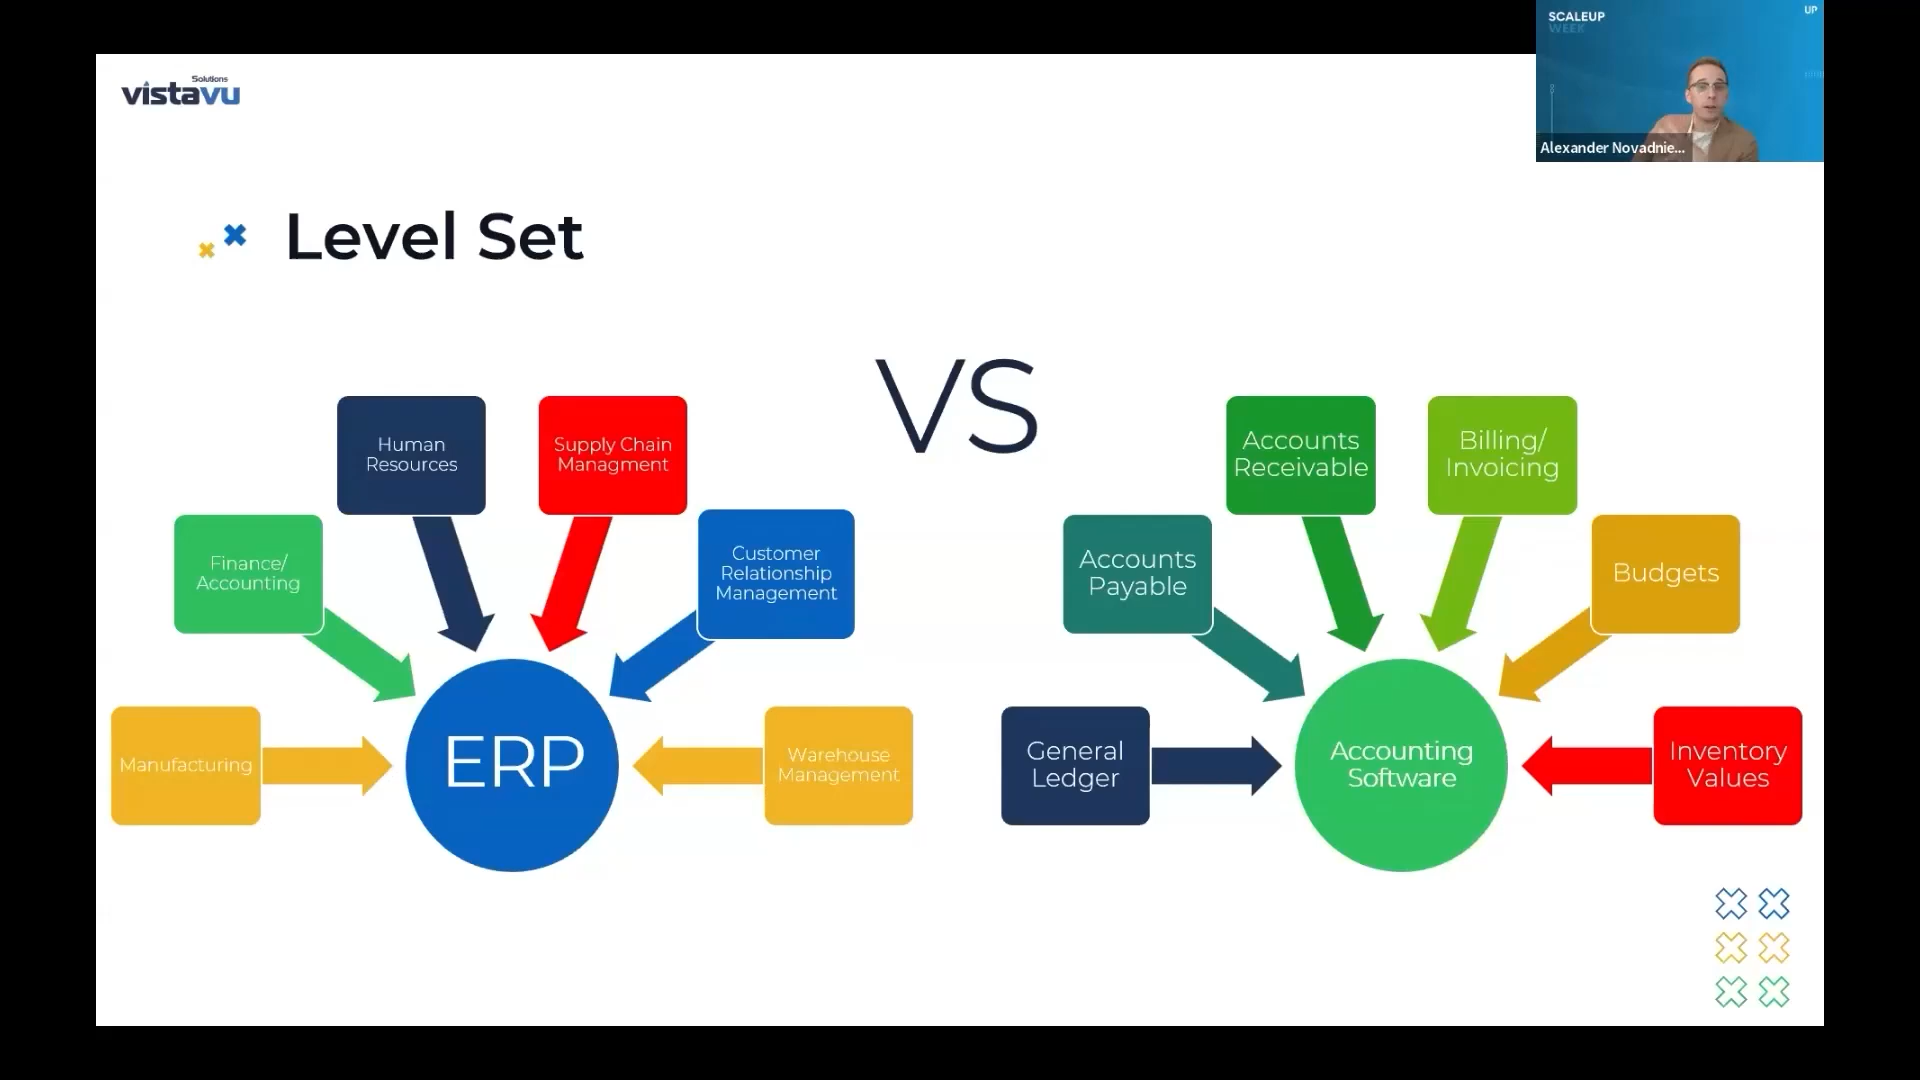 SCALEUP
WEEK
UP
Alexander Novadnie...
Solutions
vistavu
Level Set
VS
Human
Resources
Supply Chain
Managment
Finance/
Accounting
Customer
Relationship
Management
Manufacturing
ERP
Warehouse
Management
Accounts
Receivable
Billing/
Invoicing
Accounts
Payable
Budgets
General
Ledger
Accounting
Software
Inventory
Values